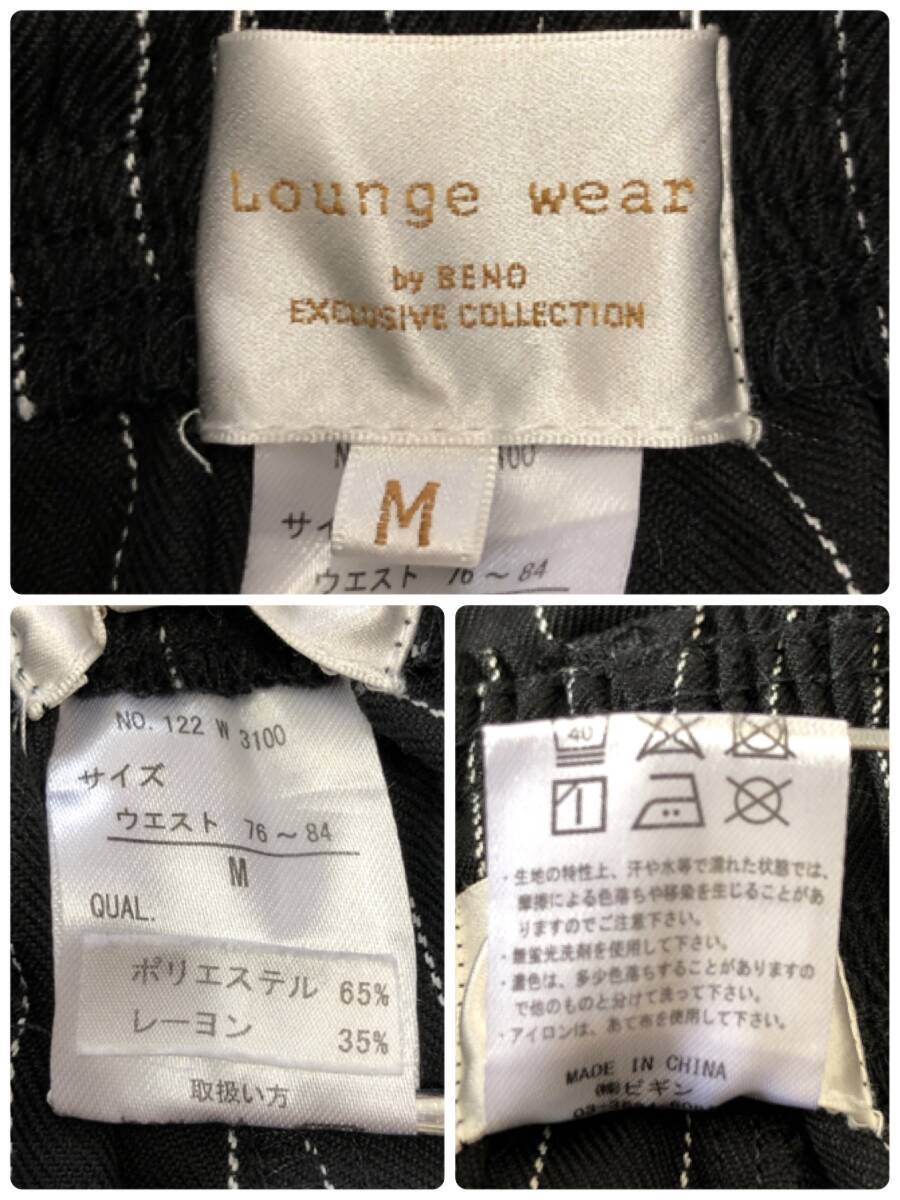 Lounge wear
by BENO
EXCLUSIVE COLLECTION
M
ウエスト 76～84
NO. 122 W 3100
サイズ
ウエスト 76～84
M
QUAL.
ポリエステル 65%
レーヨン 35%
取扱い方
40
・生地の特性上、汗や水等で濡れた状態では、
摩擦による色落ちや移染を生じることがあ
りますのでご注意下さい。
・無蛍光洗剤を使用して下さい。
・濃色は、多少色落ちすることがありますの
で他のものと分けて洗って下さい。
・アイロンは、あて布を使用して下さい。
MADE IN CHINA
㈱ビギン